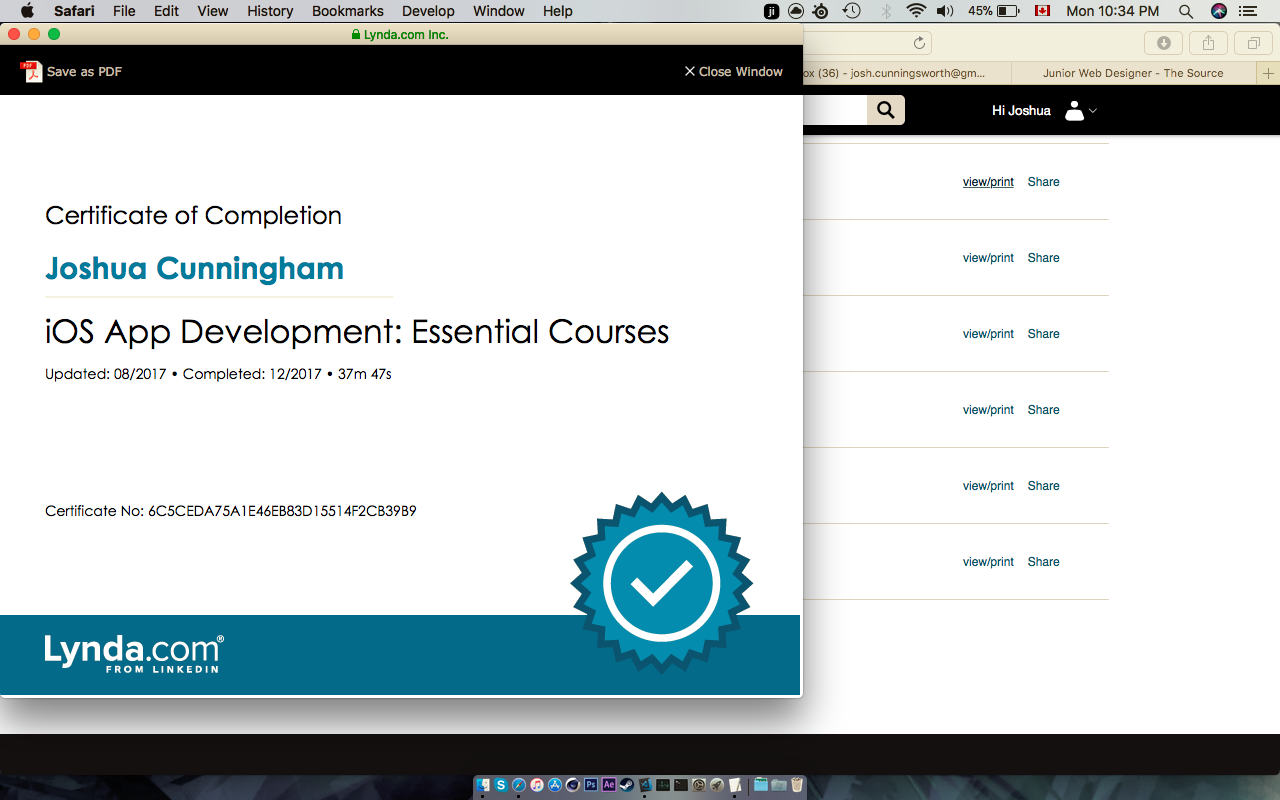 Safari File Edit View History Bookmarks Develop Window Help ji 45% Mon 10:34 PM
Lynda.com Inc.
PDF Save as PDF × Close Window
ox (36) - josh.cunningsworth@gm... Junior Web Designer - The Source +
Hi Joshua
view/print Share
view/print Share
view/print Share
view/print Share
view/print Share
view/print Share
Certificate of Completion
Joshua Cunningham
iOS App Development: Essential Courses
Updated: 08/2017 • Completed: 12/2017 • 37m 47s
Certificate No: 6C5CEDA75A1E46EB83D15514F2CB39B9
Lynda.com®
FROM LINKEDIN
S Ps Ae